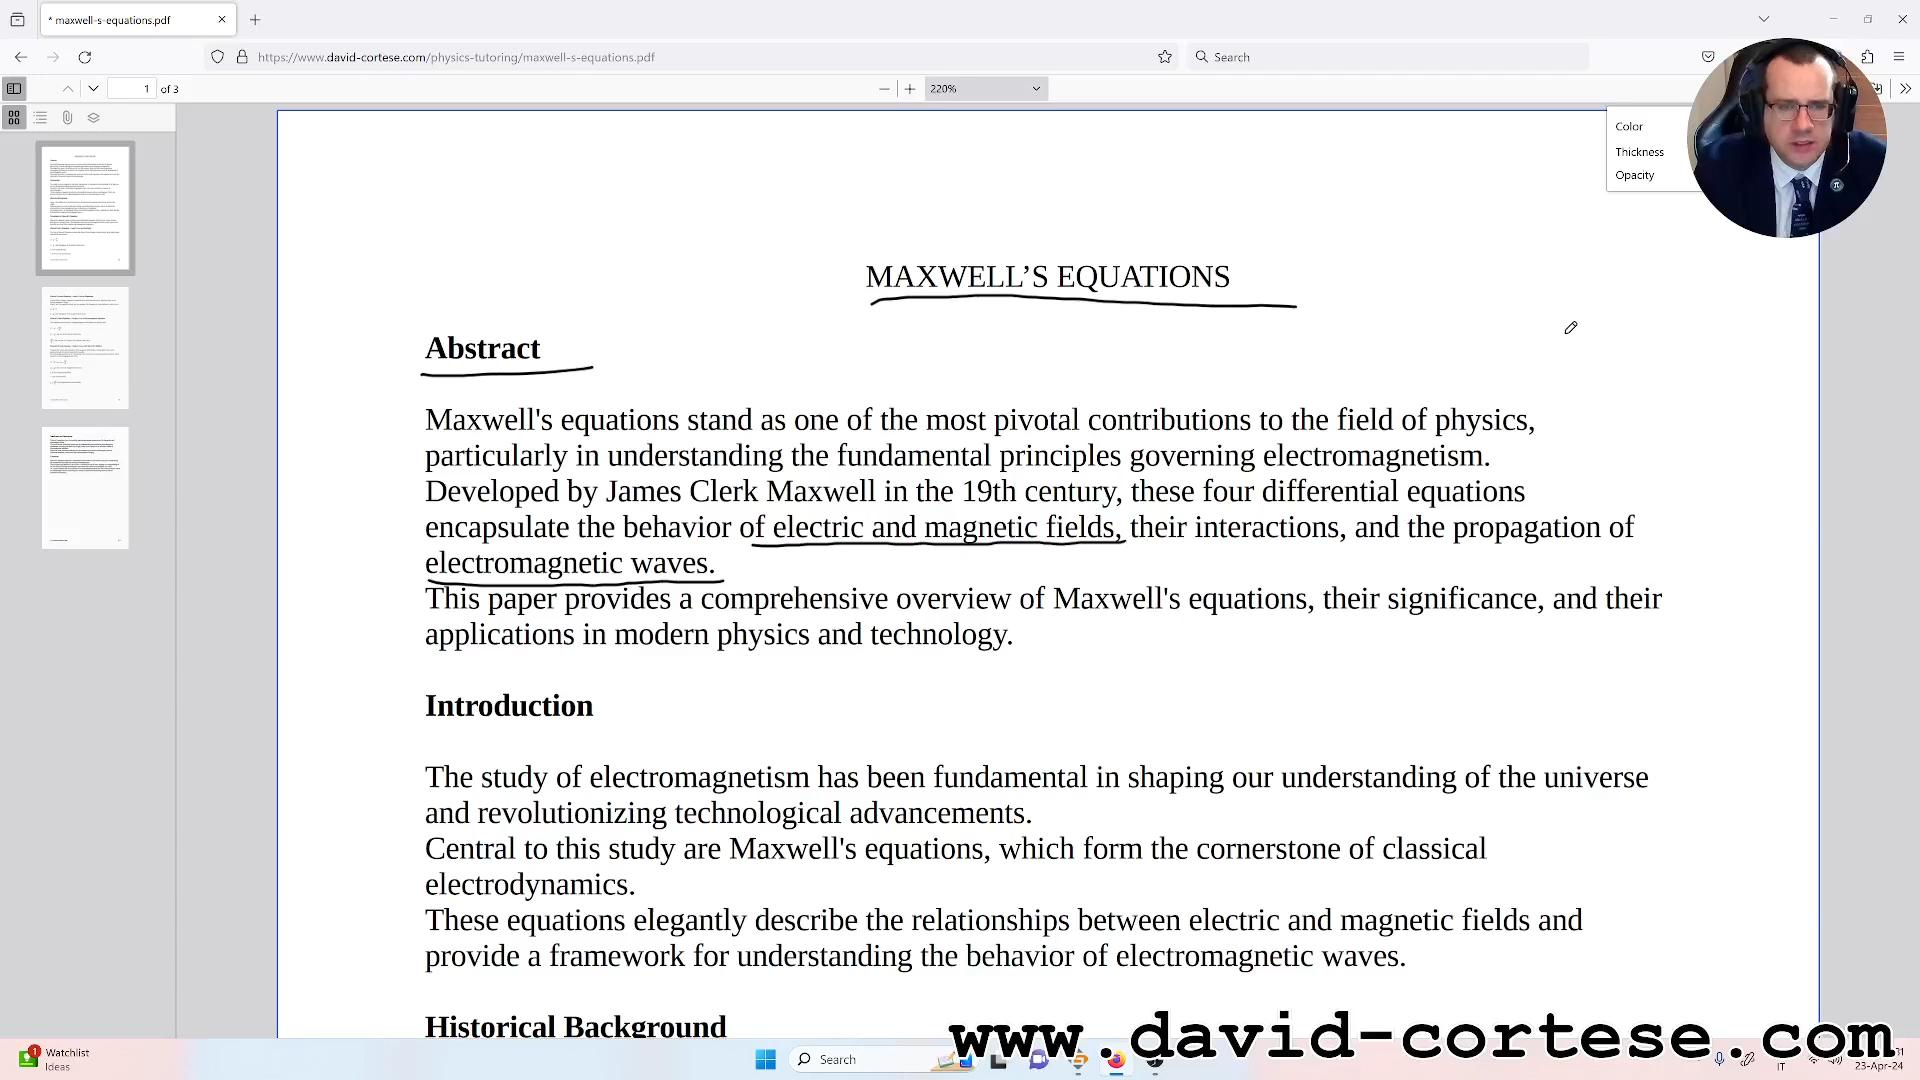 * maxwell-s-equations.pdf
https://www.david-cortese.com/physics-tutoring/maxwell-s-equations.pdf
Search
1 of 3
220%
Color
Thickness
Opacity
MAXWELL’S EQUATIONS
Abstract
Maxwell's equations stand as one of the most pivotal contributions to the field of physics,
particularly in understanding the fundamental principles governing electromagnetism.
Developed by James Clerk Maxwell in the 19th century, these four differential equations
encapsulate the behavior of electric and magnetic fields, their interactions, and the propagation of
electromagnetic waves.
This paper provides a comprehensive overview of Maxwell's equations, their significance, and their
applications in modern physics and technology.
Introduction
The study of electromagnetism has been fundamental in shaping our understanding of the universe
and revolutionizing technological advancements.
Central to this study are Maxwell's equations, which form the cornerstone of classical
electrodynamics.
These equations elegantly describe the relationships between electric and magnetic fields and
provide a framework for understanding the behavior of electromagnetic waves.
Historical Background
www.david-cortese.com
1
Watchlist
Ideas
Search
IT
23-Apr-24